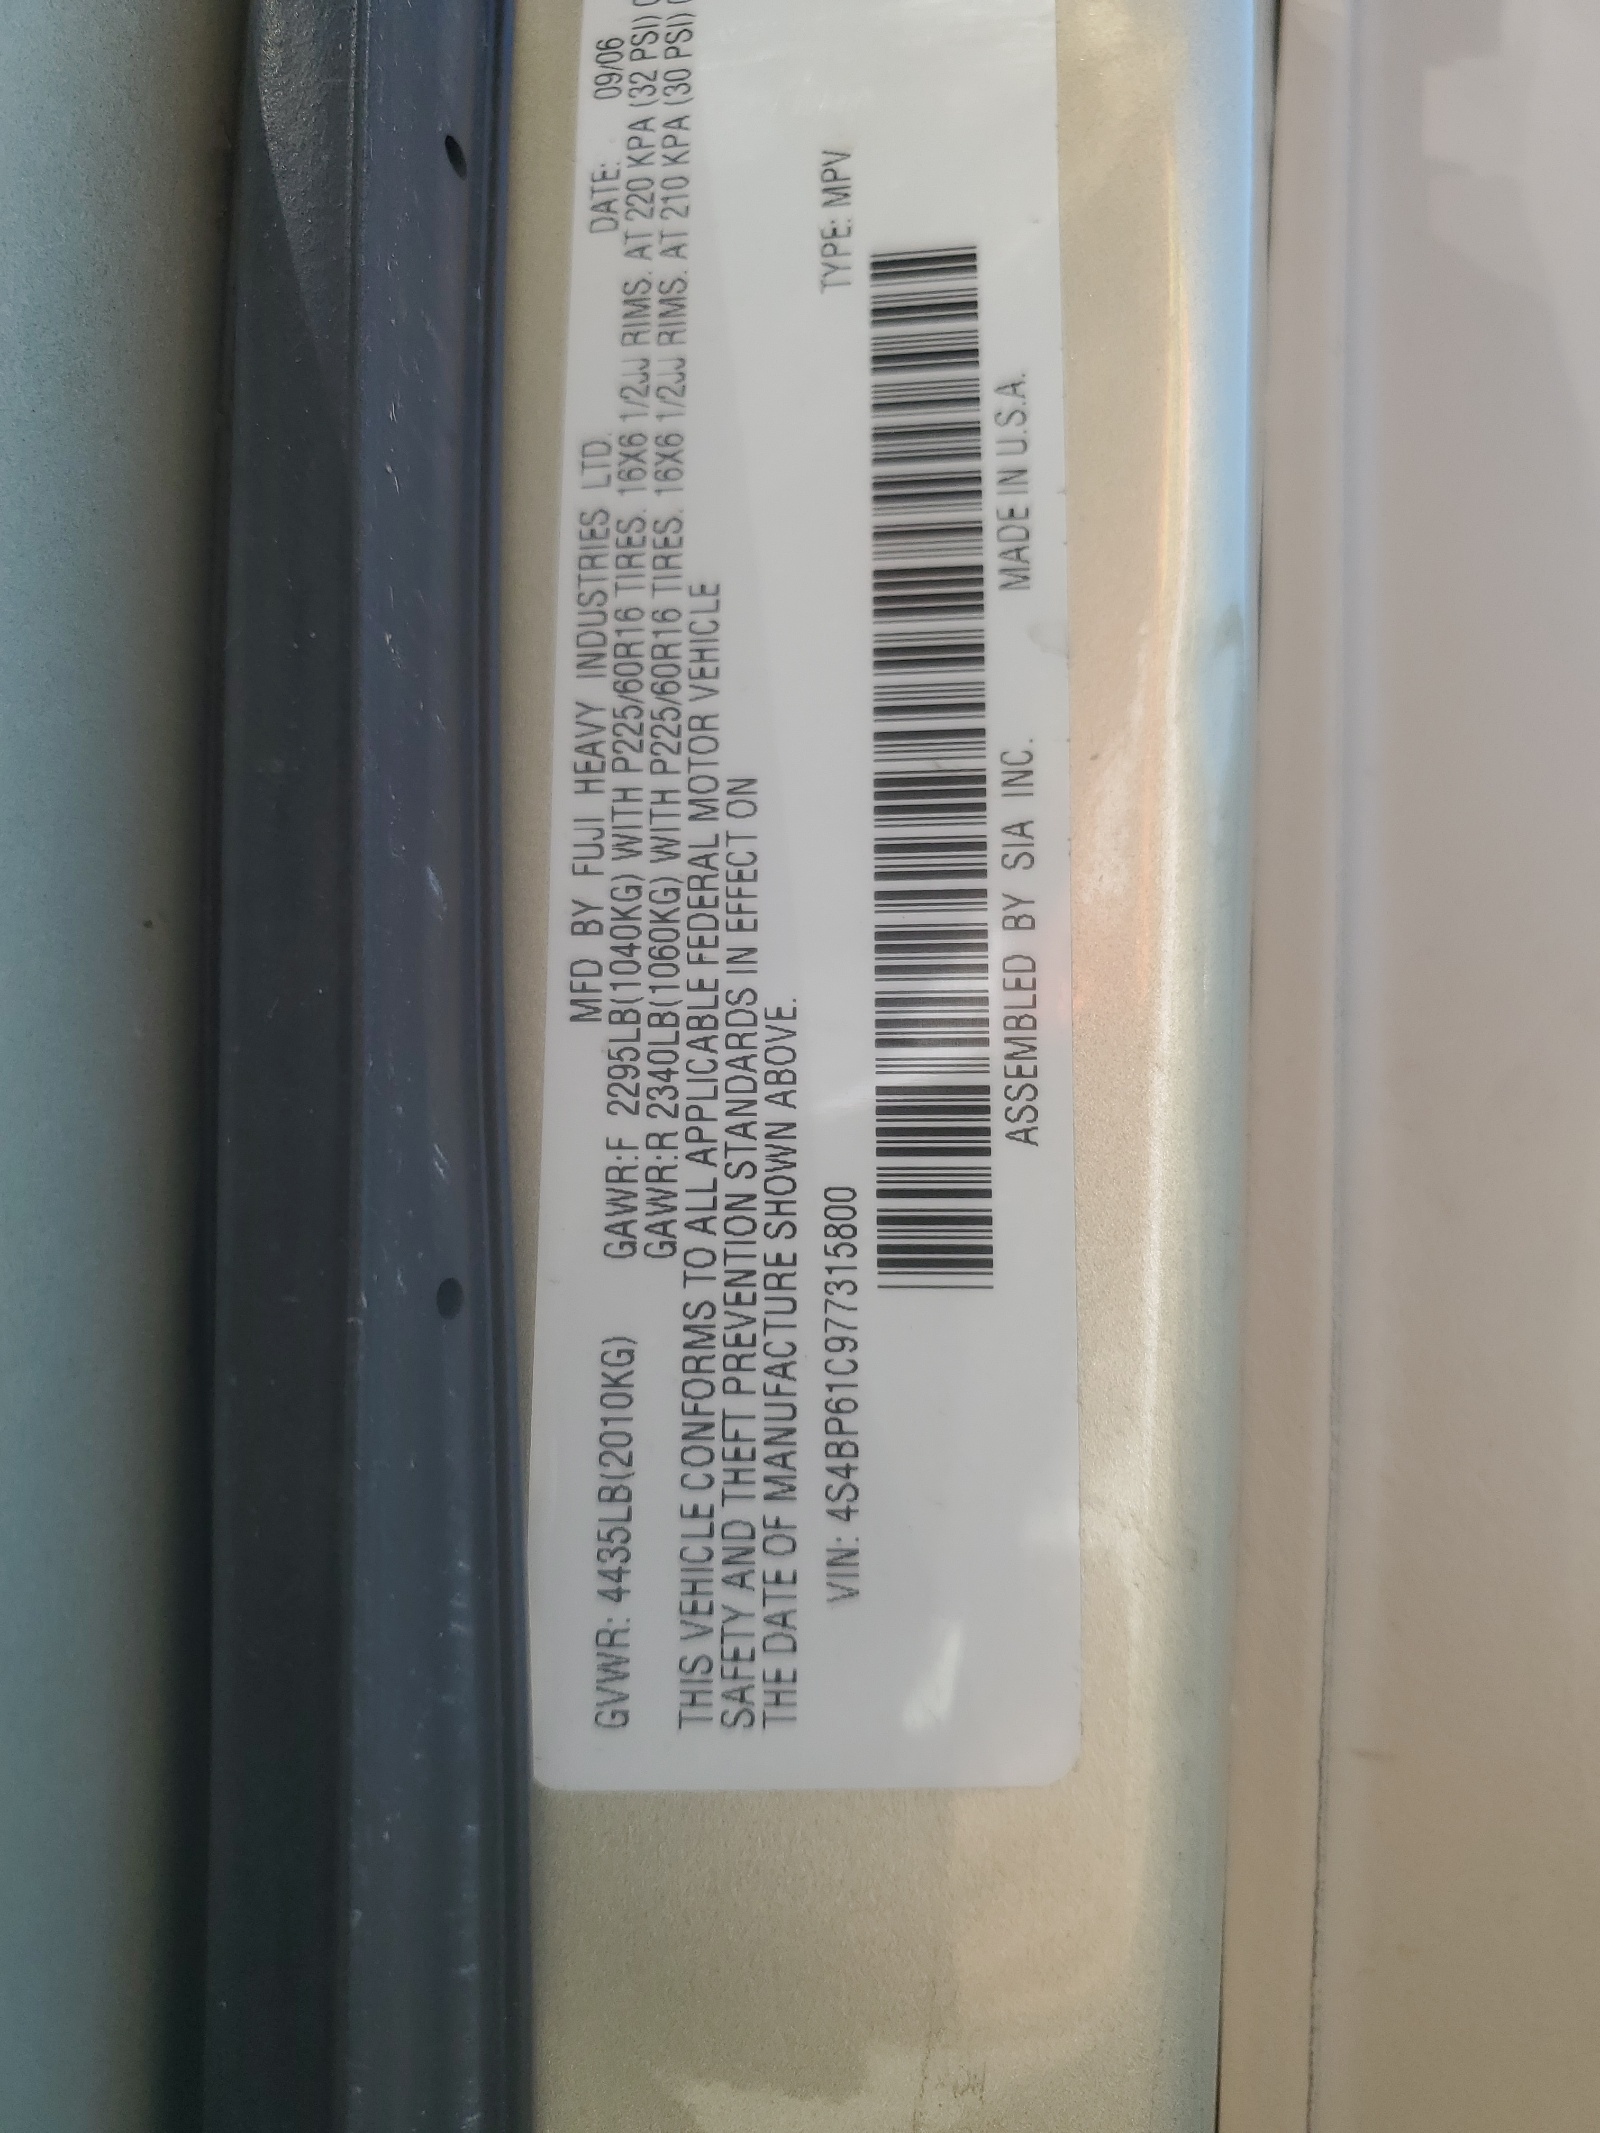 MFD BY FUJI HEAVY INDUSTRIES LTD. DATE: 09/06
GVWR: 4435LB(2010KG) GAWR:F 2295LB(1040KG) WITH P225/60R16 TIRES. 16X6 1/2JJ RIMS. AT 220 KPA (32 PSI)
GAWR:R 2340LB(1060KG) WITH P225/60R16 TIRES. 16X6 1/2JJ RIMS. AT 210 KPA (30 PSI)
THIS VEHICLE CONFORMS TO ALL APPLICABLE FEDERAL MOTOR VEHICLE
SAFETY AND THEFT PREVENTION STANDARDS IN EFFECT ON
THE DATE OF MANUFACTURE SHOWN ABOVE.
VIN: 4S4BP61C977315800 TYPE: MPV
ASSEMBLED BY SIA INC. MADE IN U.S.A.